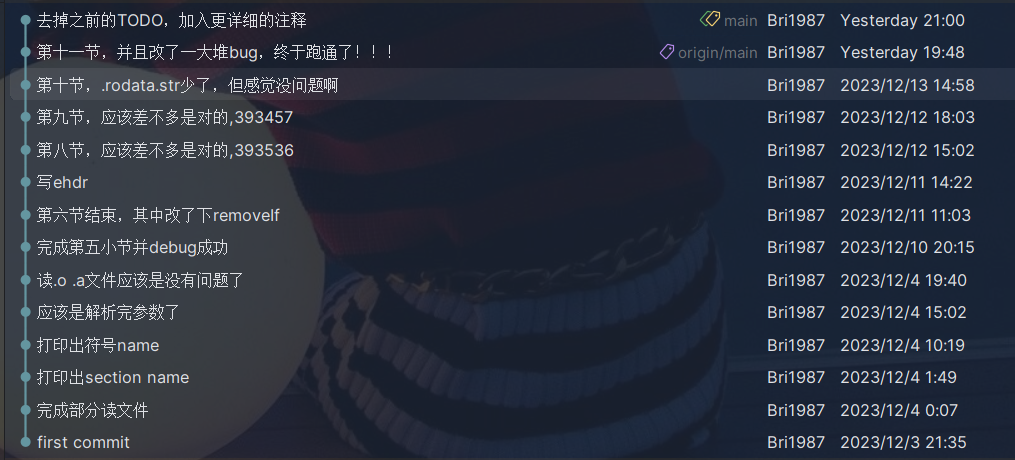 去掉之前的TODO，加入更详细的注释 main Bri1987 Yesterday 21:00
第十一节，并且改了一大堆bug，终于跑通了！！！ origin/main Bri1987 Yesterday 19:48
第十节，.rodata.str少了，但感觉没问题啊 Bri1987 2023/12/13 14:58
第九节，应该差不多是对的,393457 Bri1987 2023/12/12 18:03
第八节，应该差不多是对的,393536 Bri1987 2023/12/12 15:02
写ehdr Bri1987 2023/12/11 14:22
第六节结束，其中改了下removeIf Bri1987 2023/12/11 11:03
完成第五小节并debug成功 Bri1987 2023/12/10 20:15
读.o .a文件应该是没有问题了 Bri1987 2023/12/4 19:40
应该是解析完参数了 Bri1987 2023/12/4 15:02
打印出符号name Bri1987 2023/12/4 10:19
打印出section name Bri1987 2023/12/4 1:49
完成部分读文件 Bri1987 2023/12/4 0:07
first commit Bri1987 2023/12/3 21:35